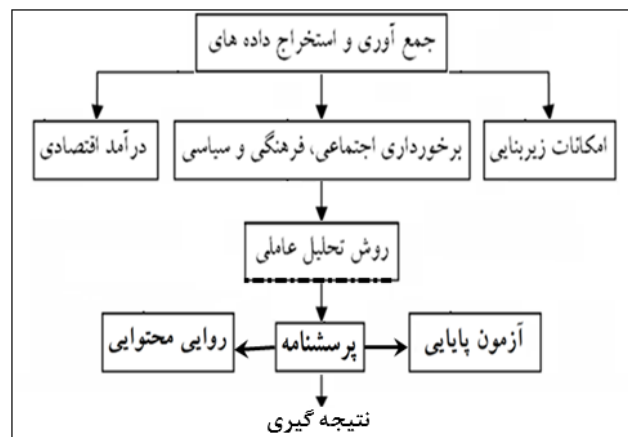 جمع آوری و استخراج داده های
امکانات زیربنایی
برخورداری اجتماعی، فرهنگی و سیاسی
درآمد اقتصادی
روش تحلیل عاملی
آزمون پایایی
پرسشنامه
روایی محتوایی
نتیجه گیری